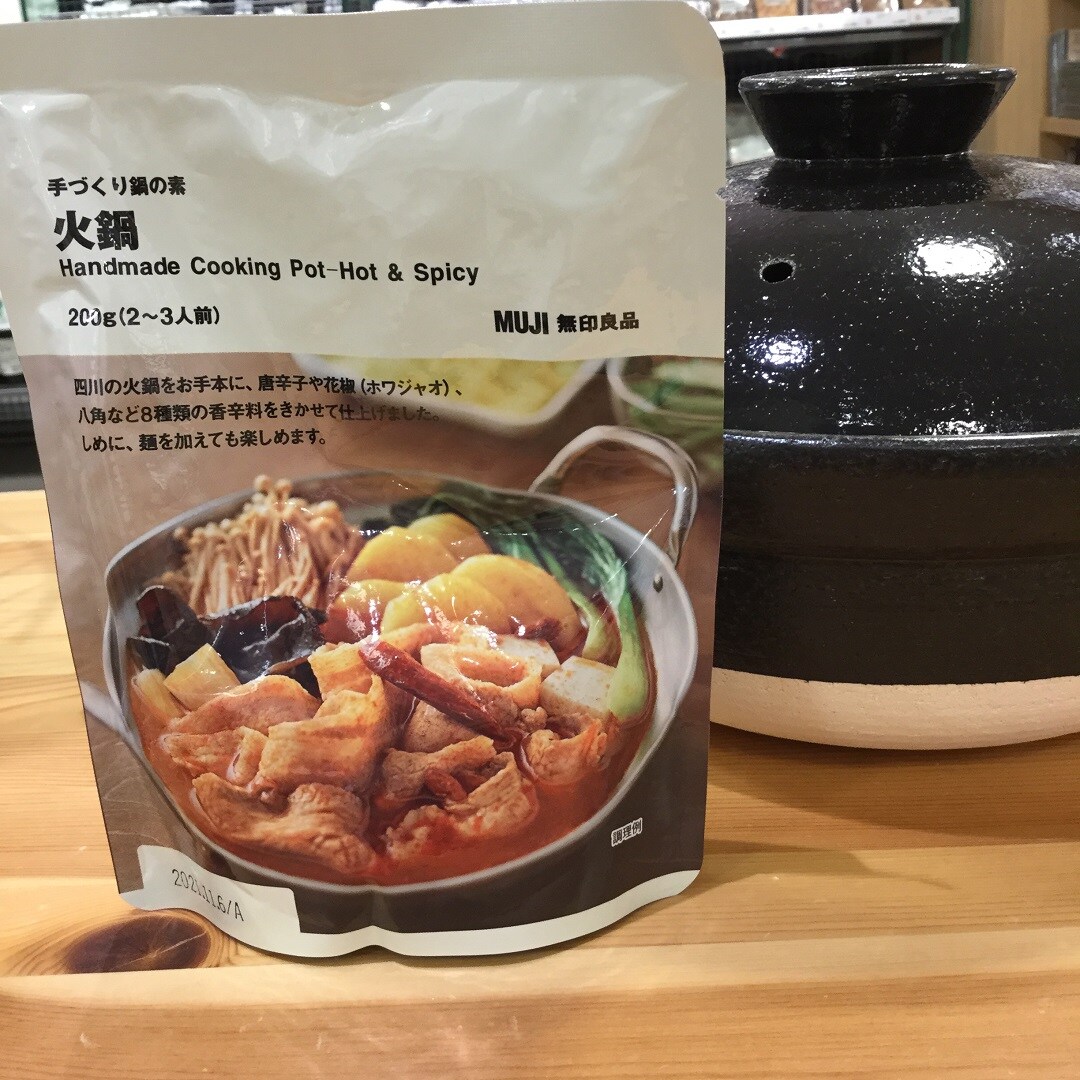 手づくり鍋の素
火鍋
Handmade Cooking Pot-Hot & Spicy
200g(2〜3人前)
MUJI 無印良品
四川の火鍋をお手本に、唐辛子や花椒(ホワジャオ)、
八角など8種類の香辛料をきかせて仕上げました。
しめに、麺を加えても楽しめます。
調理例
2021.11.6/A